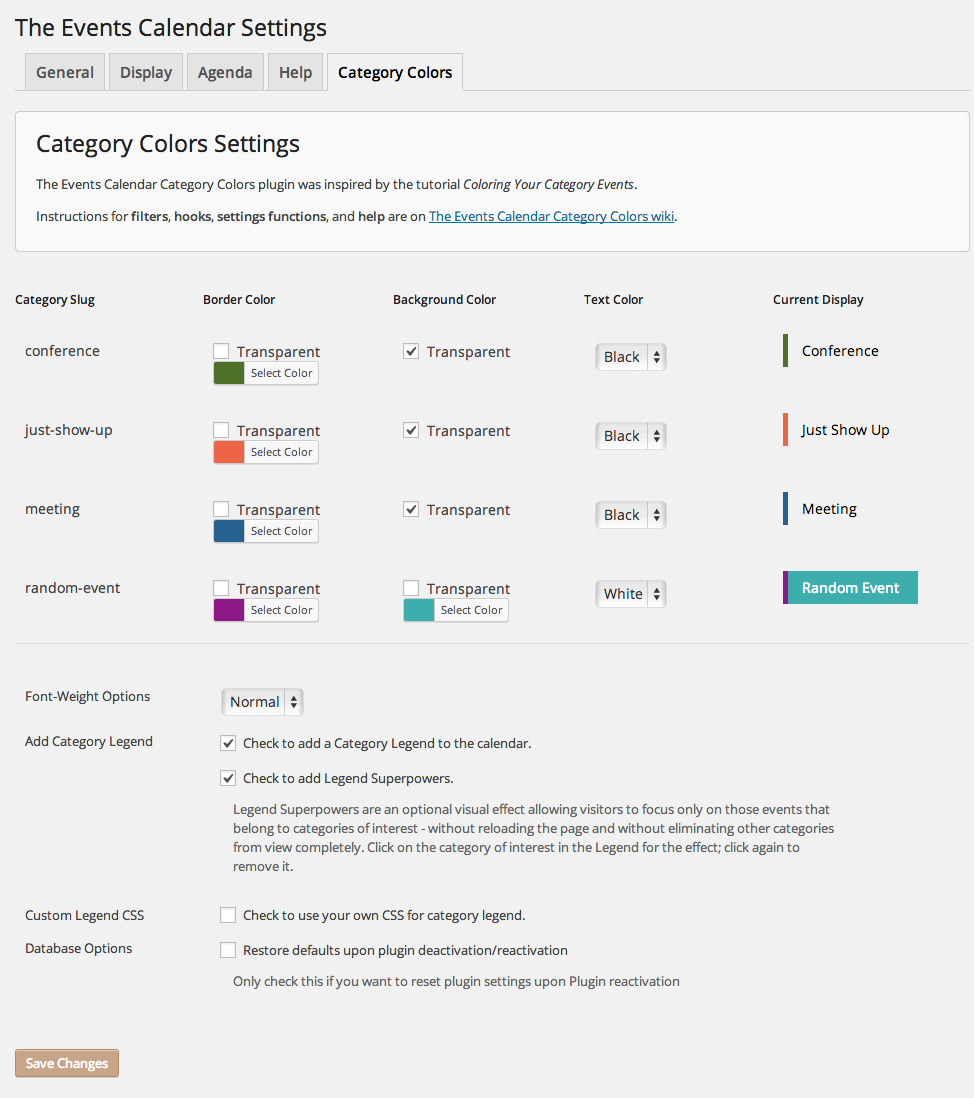 The Events Calendar Settings
General Display Agenda Help Category Colors
Category Colors Settings
The Events Calendar Category Colors plugin was inspired by the tutorial Coloring Your Category Events.
Instructions for filters, hooks, settings functions, and help are on The Events Calendar Category Colors wiki.
Category Slug Border Color Background Color Text Color Current Display
conference Transparent Transparent Black Conference
Select Color
just-show-up Transparent Transparent Black Just Show Up
Select Color
meeting Transparent Transparent Black Meeting
Select Color
random-event Transparent Transparent White Random Event
Select Color Select Color
Font-Weight Options Normal
Add Category Legend Check to add a Category Legend to the calendar.
Check to add Legend Superpowers.
Legend Superpowers are an optional visual effect allowing visitors to focus only on those events that
belong to categories of interest - without reloading the page and without eliminating other categories
from view completely. Click on the category of interest in the Legend for the effect; click again to
remove it.
Custom Legend CSS Check to use your own CSS for category legend.
Database Options Restore defaults upon plugin deactivation/reactivation
Only check this if you want to reset plugin settings upon Plugin reactivation
Save Changes